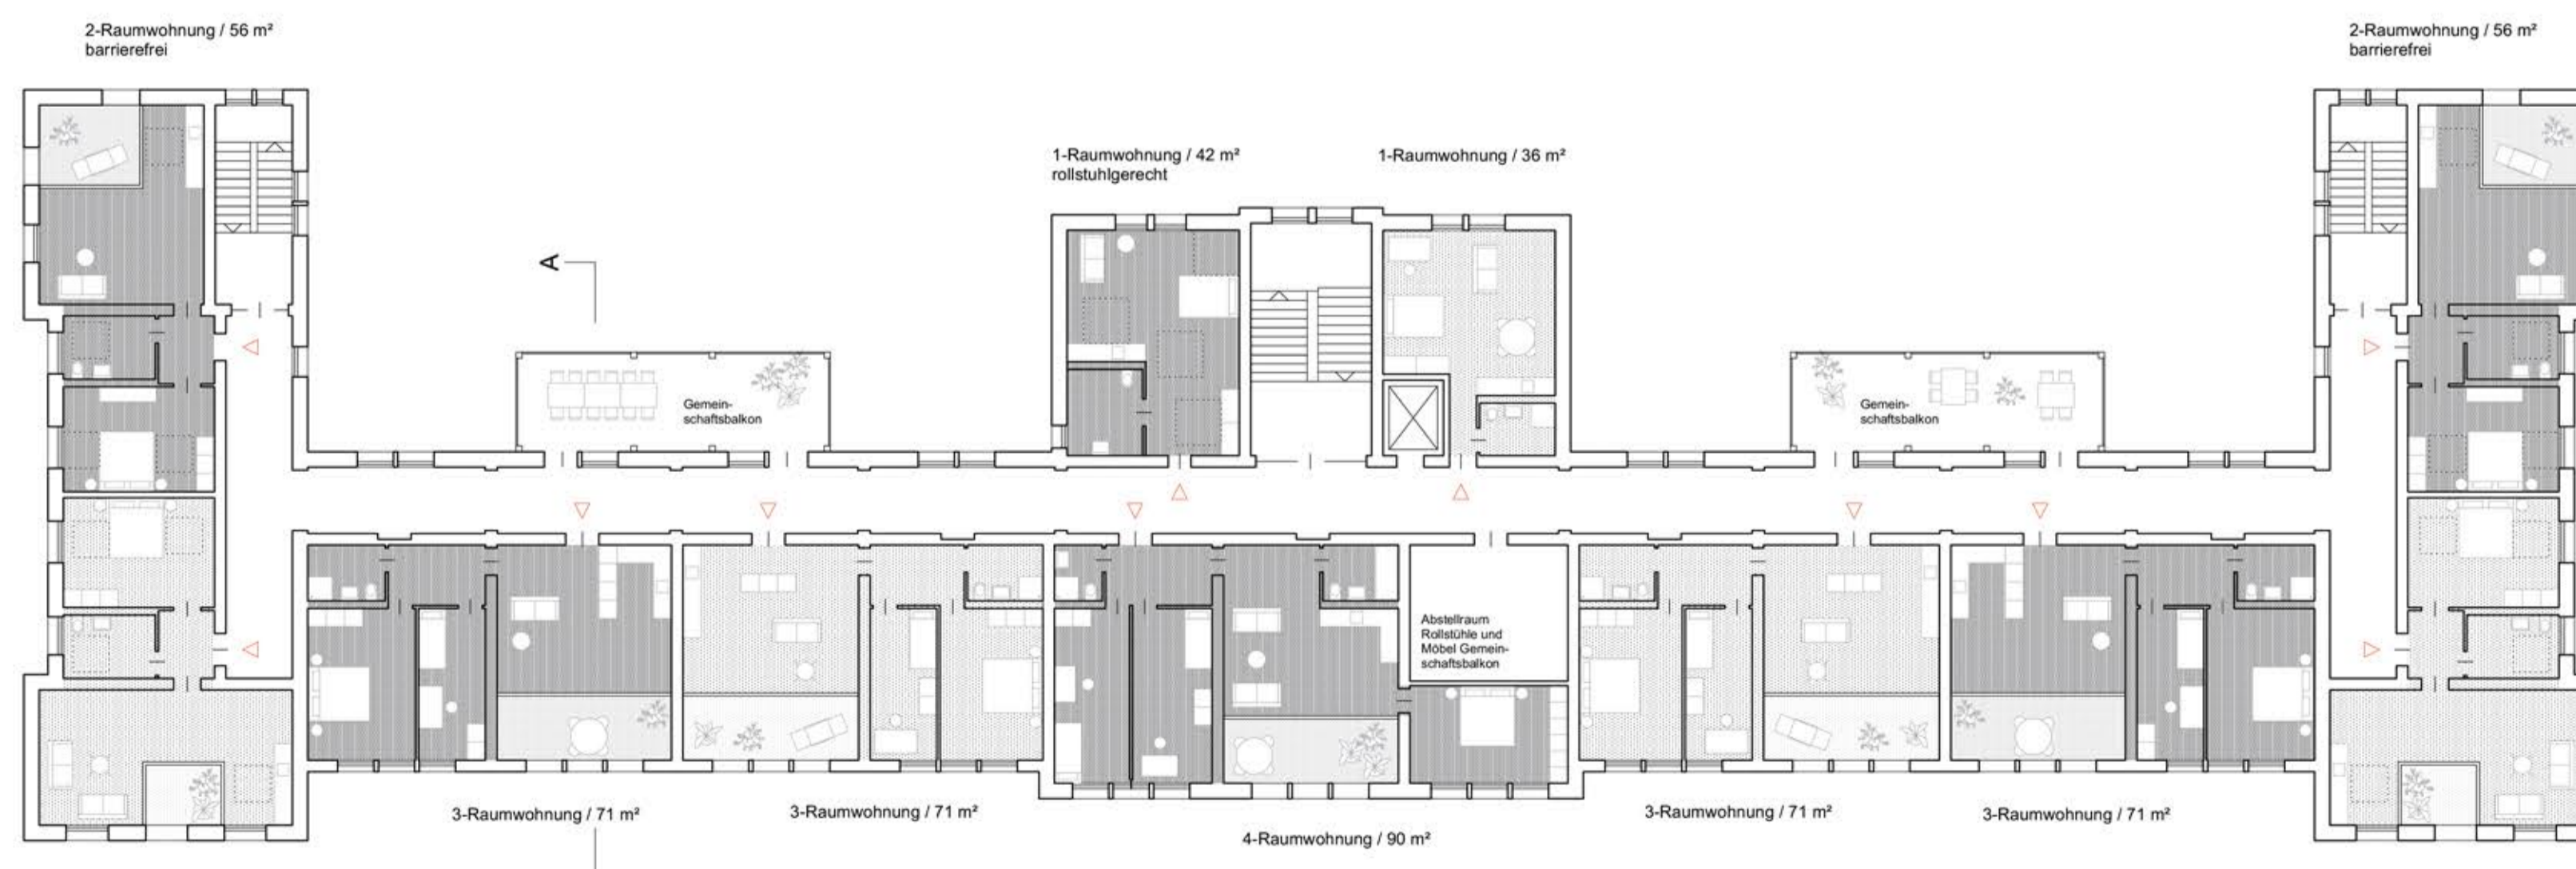 2-Raumwohnung / 56 m²
barrierefrei
2-Raumwohnung / 56 m²
barrierefrei
1-Raumwohnung / 42 m²
rollstuhlgerecht
1-Raumwohnung / 36 m²
A
Gemein-
schaftsbalkon
Gemein-
schaftsbalkon
Abstellraum
Rollstühle und
Möbel Gemein-
schaftsbalkon
3-Raumwohnung / 71 m²
3-Raumwohnung / 71 m²
4-Raumwohnung / 90 m²
3-Raumwohnung / 71 m²
3-Raumwohnung / 71 m²